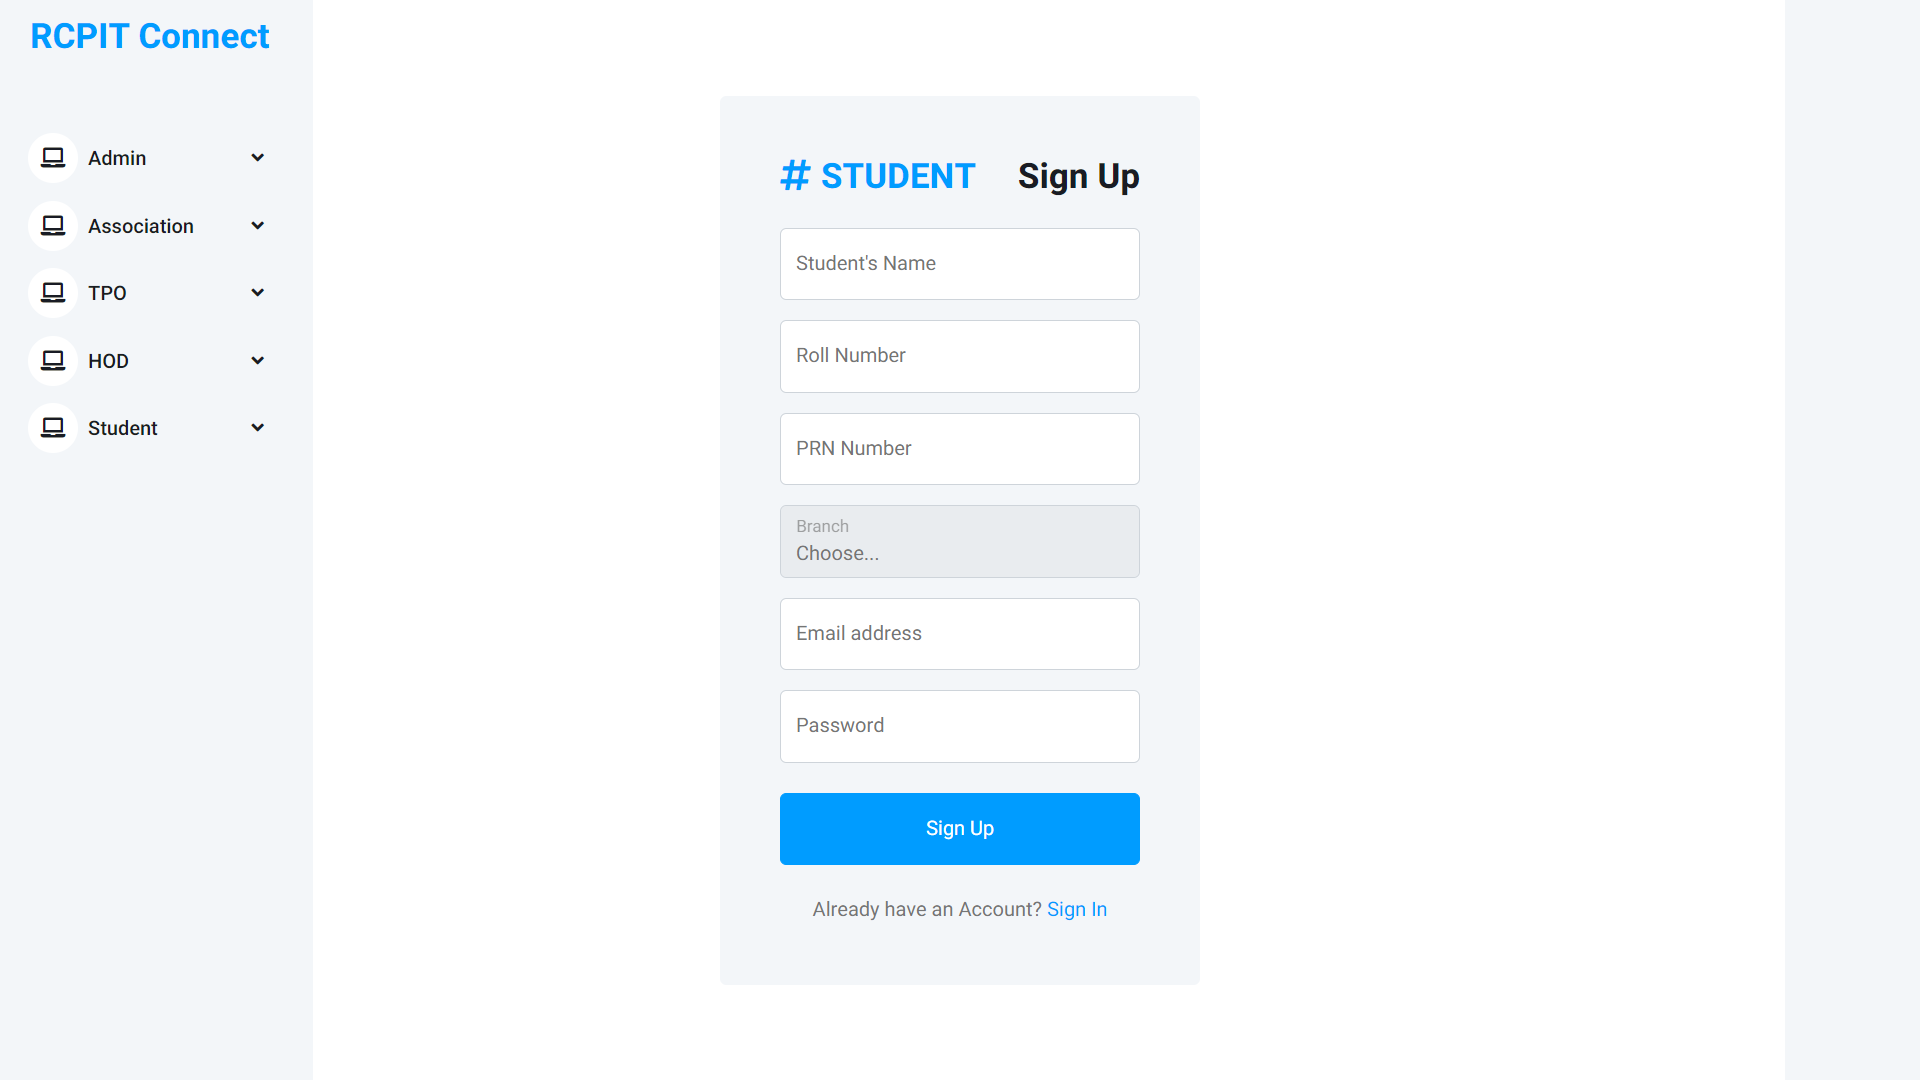 RCPIT Connect
Admin
Association
TPO
HOD
Student
# STUDENT Sign Up
Student's Name
Roll Number
PRN Number
Branch
Choose...
Email address
Password
Sign Up
Already have an Account? Sign In